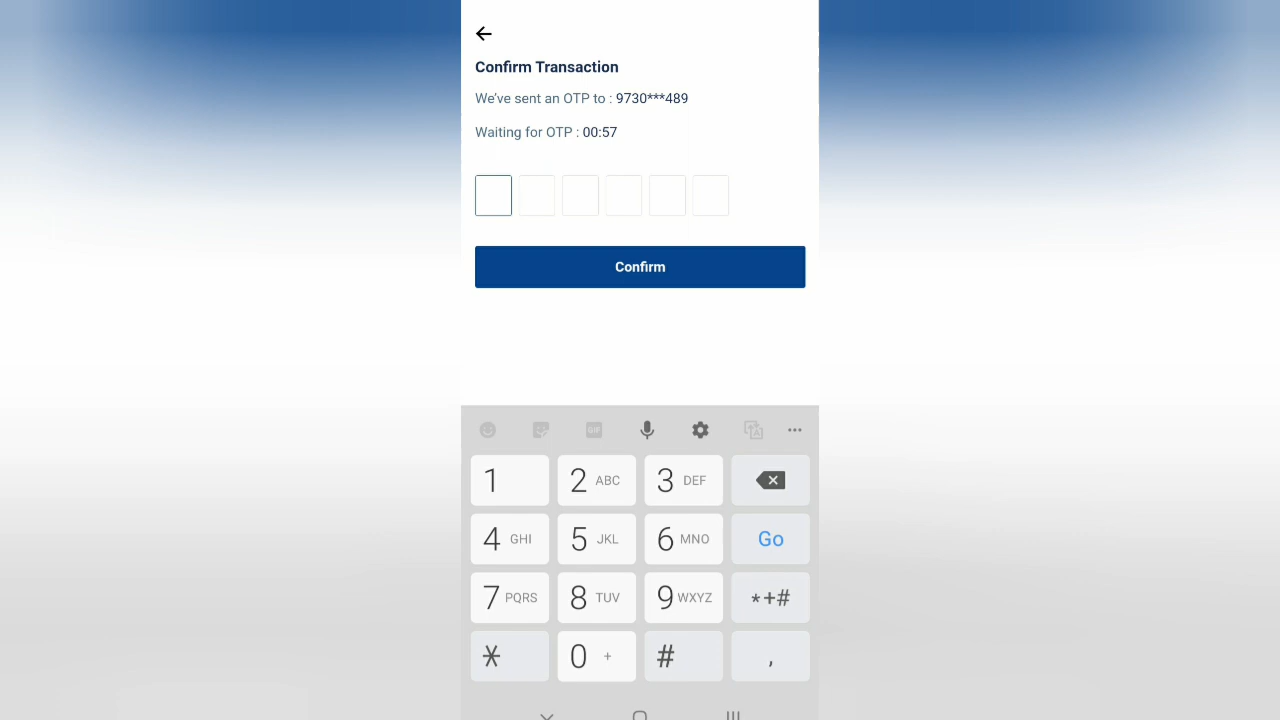 Confirm Transaction
We've sent an OTP to : 9730***489
Waiting for OTP : 00:57
Confirm
GIF
1
2 ABC
3 DEF
4 GHI
5 JKL
6 MNO
Go
7 PQRS
8 TUV
9 WXYZ
*+#
*
0 +
#
,